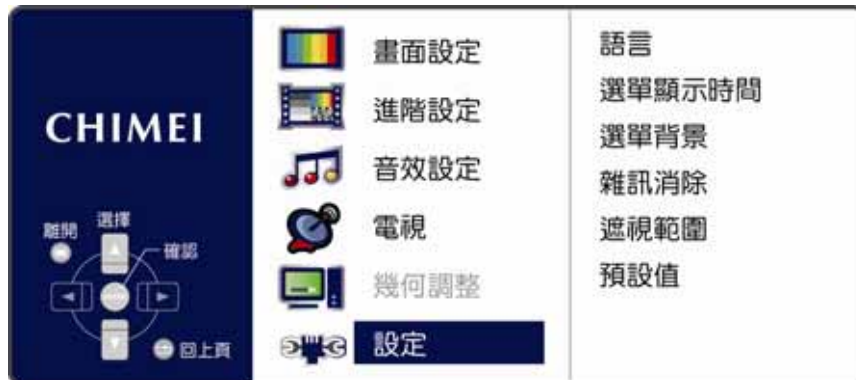 CHIMEI
離開
選擇
確認
回上頁
畫面設定
進階設定
音效設定
電視
幾何調整
設定
語言
選單顯示時間
選單背景
雜訊消除
遮視範圍
預設值